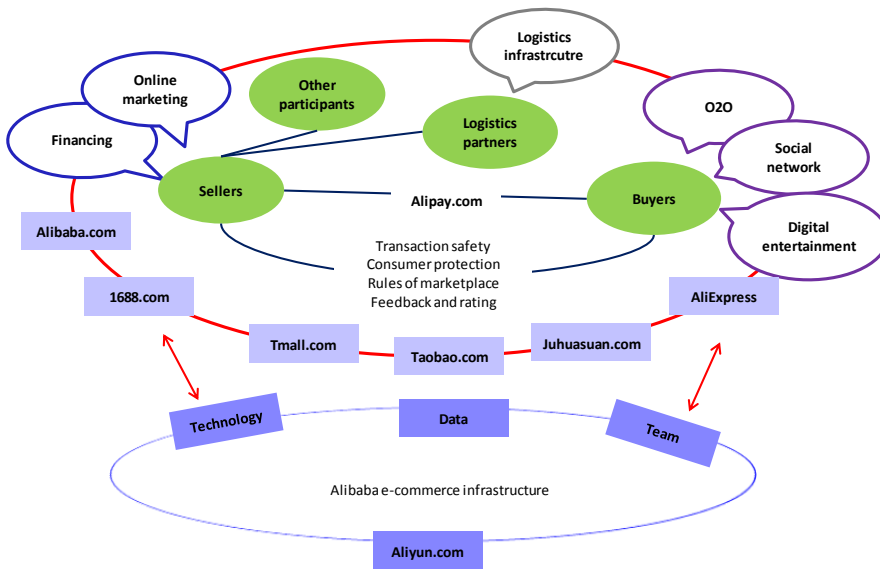 Logistics
infrastrcutre
Online
marketing
Other
participants
O2O
Financing
Logistics
partners
Social
network
Sellers
Alipay.com
Buyers
Alibaba.com
Digital
entertainment
Transaction safety
Consumer protection
Rules of marketplace
Feedback and rating
1688.com
AliExpress
Tmall.com
Taobao.com
Juhuasuan.com
Technology
Data
Team
Alibaba e-commerce infrastructure
Aliyun.com